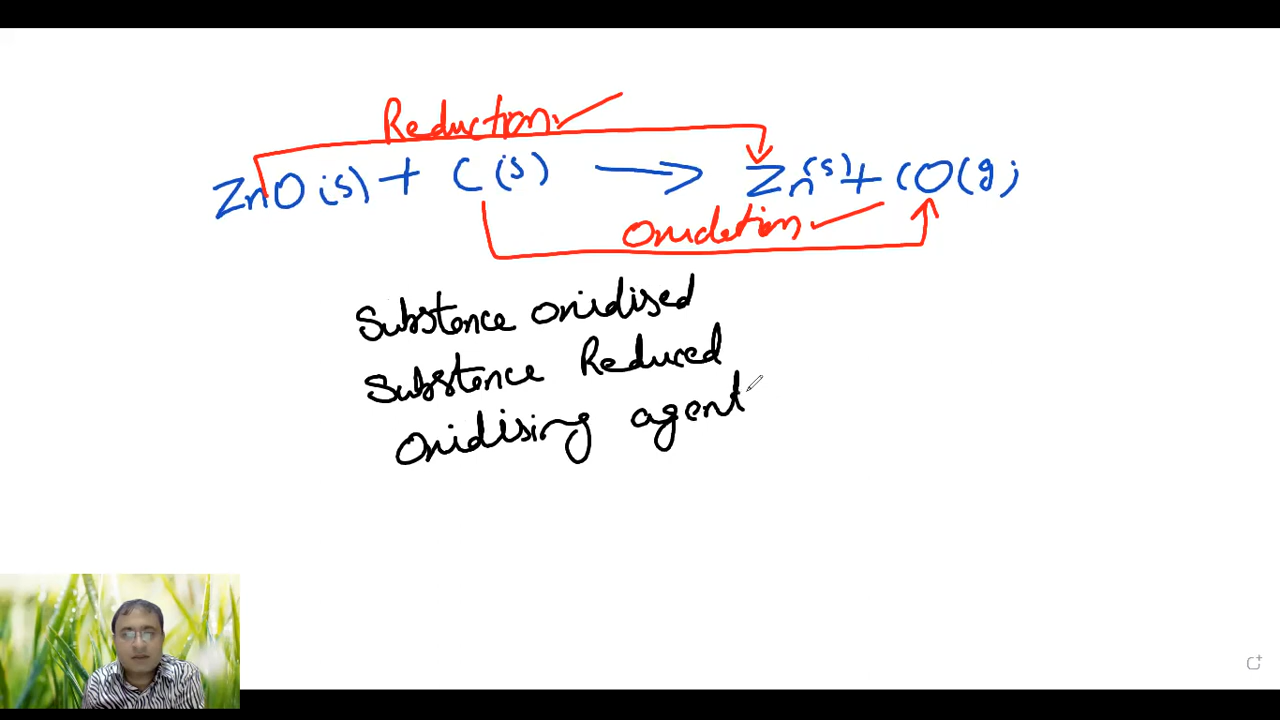 Reduction
ZnO (s) + C (s) → Zn (s) + CO (g)
Oxidation
Substance oxidised
Substance Reduced
Oxidising agent